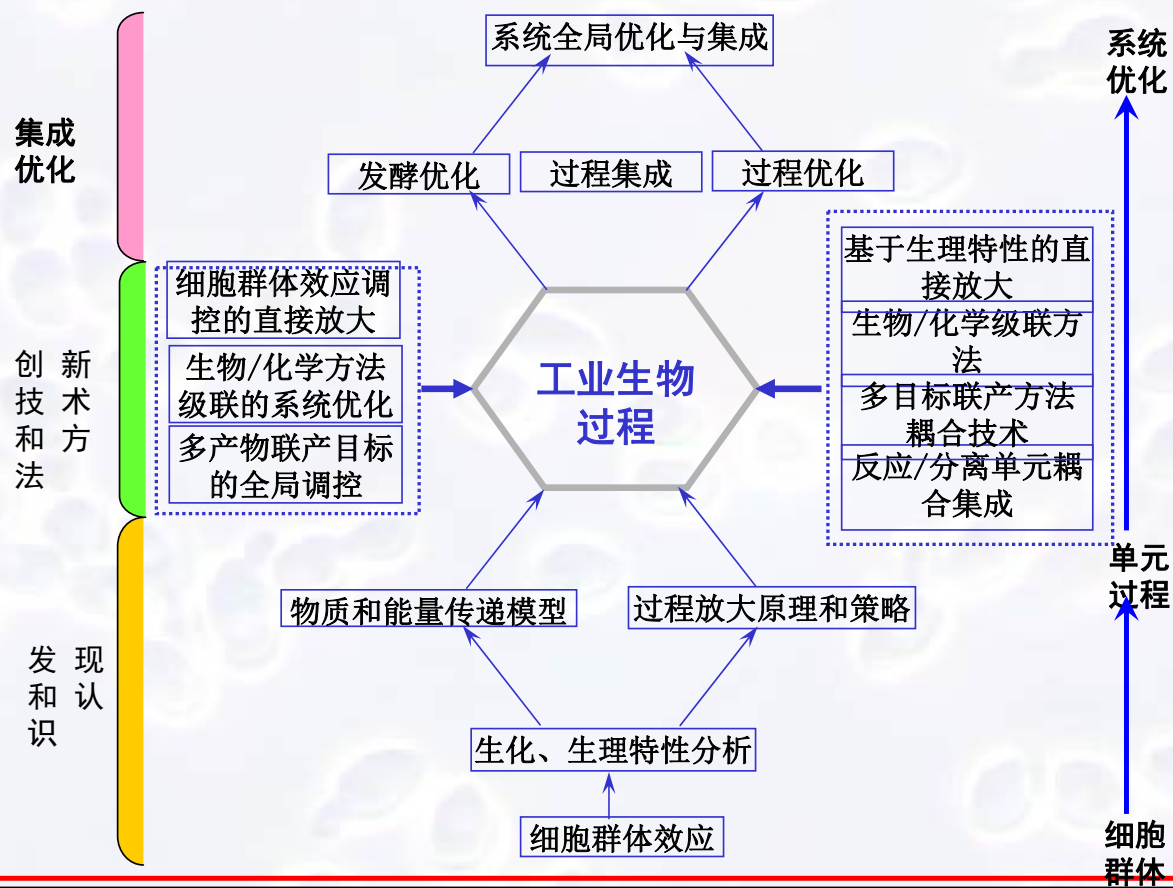 系统全局优化与集成
系统
优化
集成
优化
发酵优化
过程集成
过程优化
细胞群体效应调
控的直接放大
生物/化学方法
级联的系统优化
多产物联产目标
的全局调控
工业生物
过程
基于生理特性的直
接放大
生物/化学级联方
法
多目标联产方法
耦合技术
反应/分离单元耦
合集成
创 新
技 术
和 方
法
单元
过程
物质和能量传递模型
过程放大原理和策略
发 现
和 认
识
生化、生理特性分析
细胞群体效应
细胞
群体